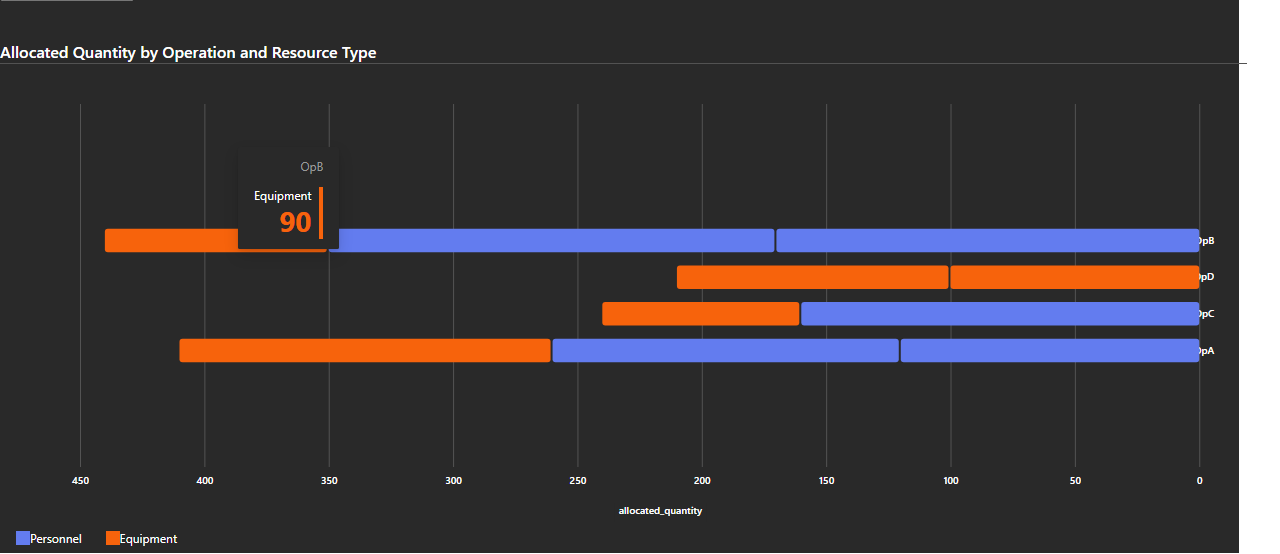 Allocated Quantity by Operation and Resource Type
OpB
Equipment
90
OpB
OpD
OpC
OpA
450 400 350 300 250 200 150 100 50 0
allocated_quantity
Personnel Equipment